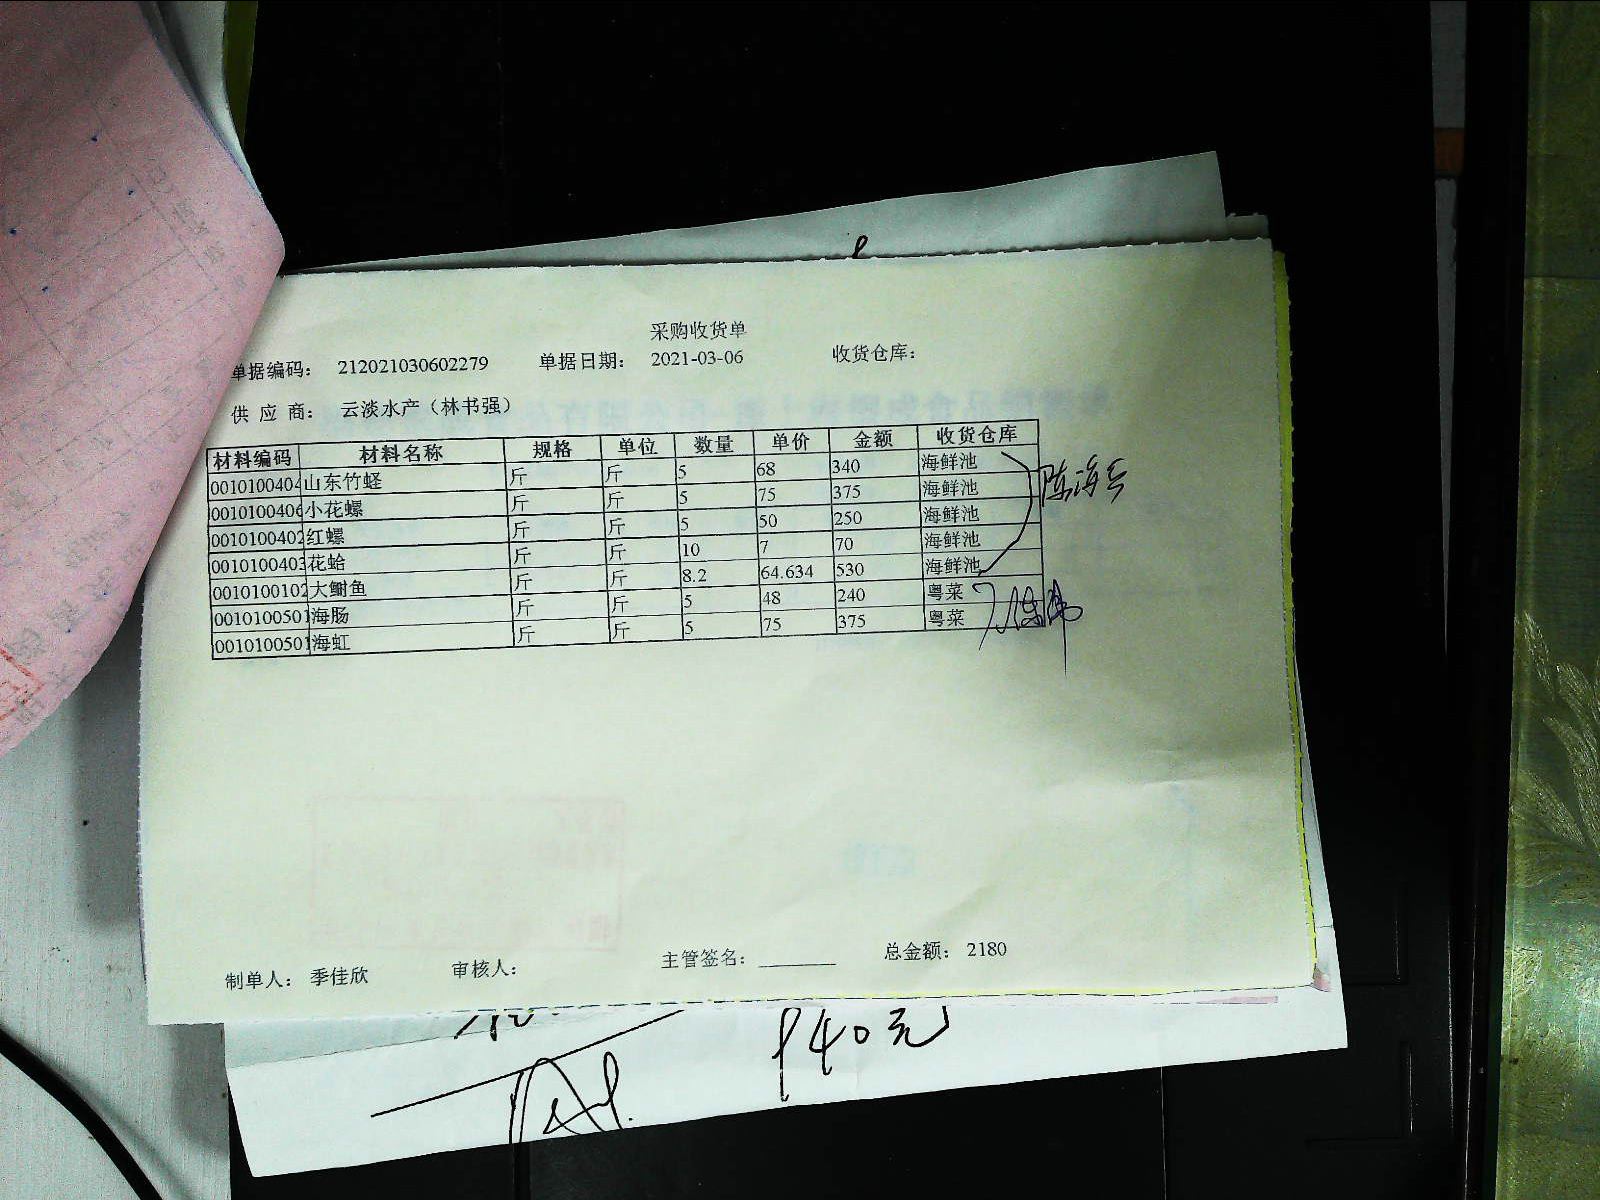 采购收货单
单据编码： 212021030602279 单据日期： 2021-03-06 收货仓库：
供 应 商： 云淡水产（林书强）
材料编码 材料名称 规格 单位 数量 单价 金额 收货仓库
0010100404 山东竹蛏 斤 斤 5 68 340 海鲜池
0010100406 小花螺 斤 斤 5 75 375 海鲜池
0010100402 红螺 斤 斤 5 50 250 海鲜池
0010100403 花蛤 斤 斤 10 7 70 海鲜池
0010100102 大鲥鱼 斤 斤 8.2 64.634 530 海鲜池
0010100501 海肠 斤 斤 5 48 240 粤菜
0010100501 海虹 斤 斤 5 75 375 粤菜
制单人： 季佳欣 审核人： 主管签名： 总金额： 2180
40元